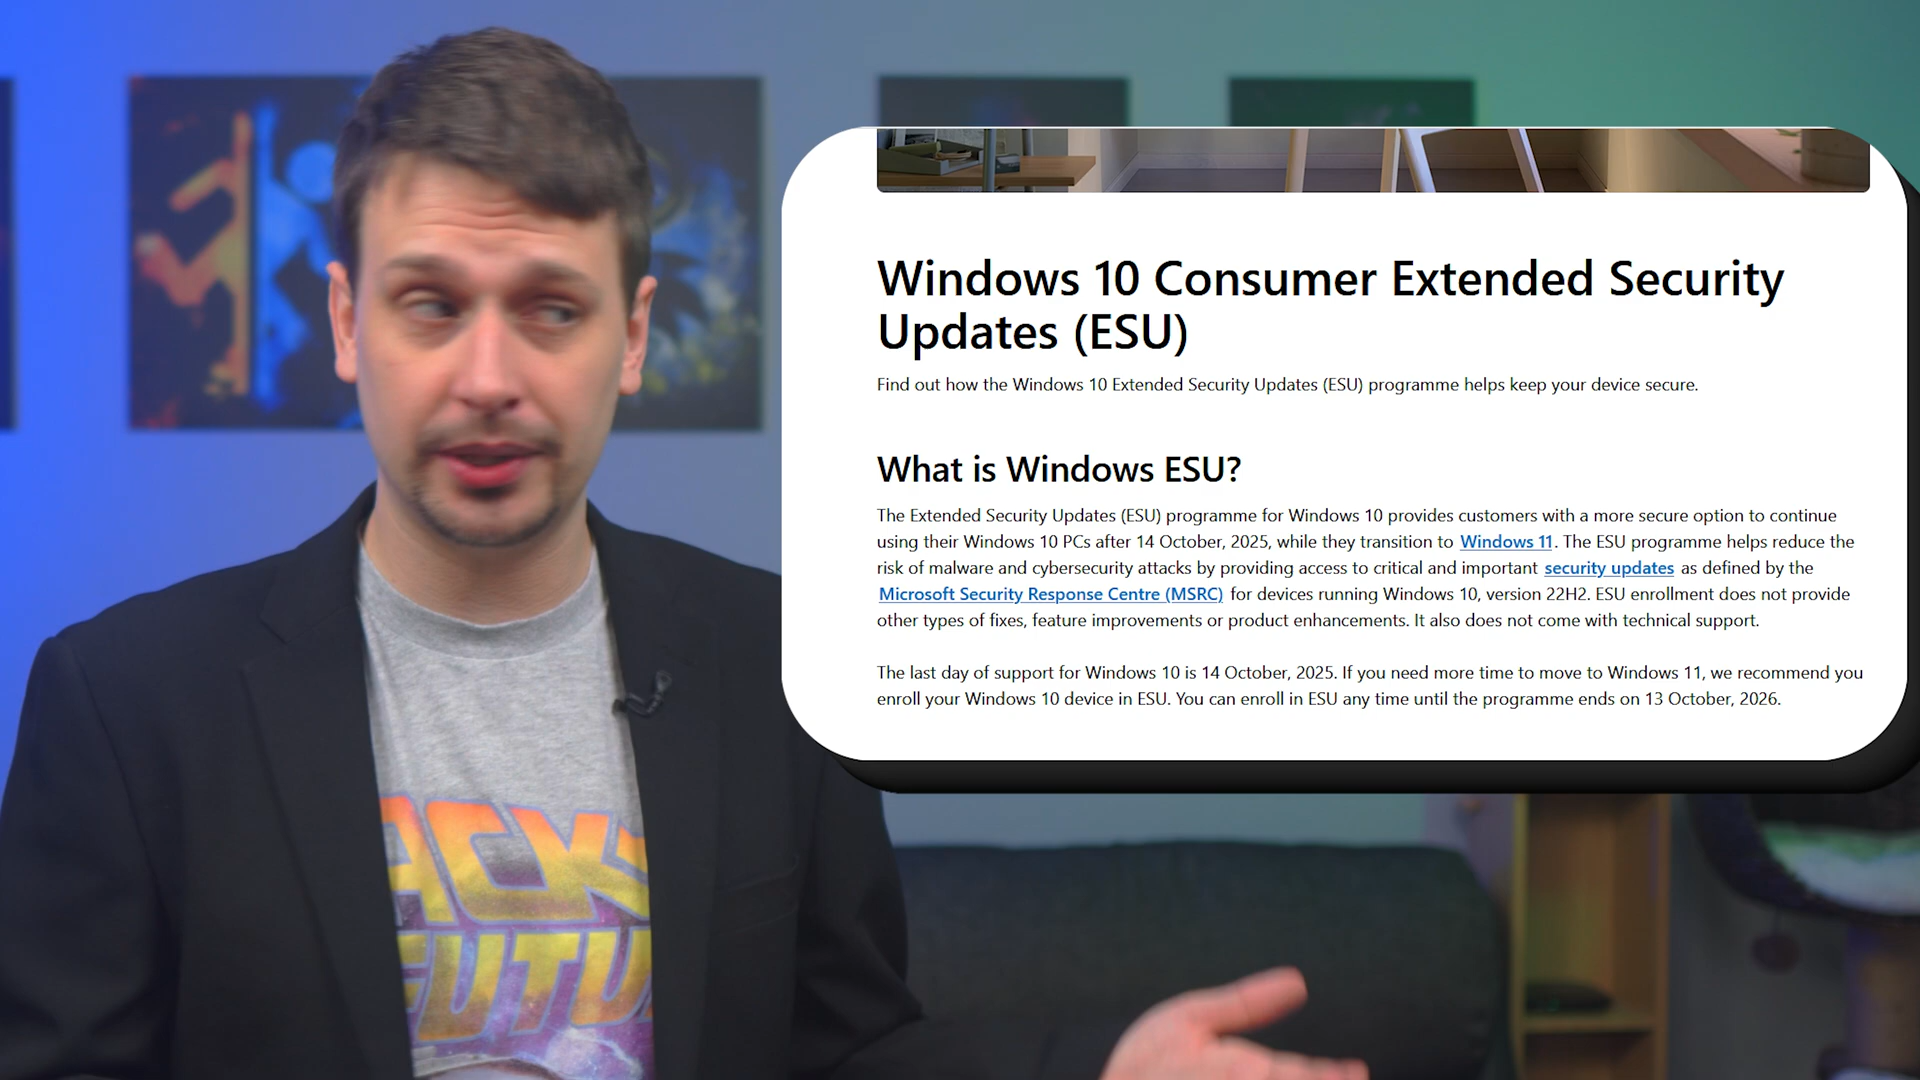 Windows 10 Consumer Extended Security
Updates (ESU)
Find out how the Windows 10 Extended Security Updates (ESU) programme helps keep your device secure.
What is Windows ESU?
The Extended Security Updates (ESU) programme for Windows 10 provides customers with a more secure option to continue
using their Windows 10 PCs after 14 October, 2025, while they transition to Windows 11. The ESU programme helps reduce the
risk of malware and cybersecurity attacks by providing access to critical and important security updates as defined by the
Microsoft Security Response Centre (MSRC) for devices running Windows 10, version 22H2. ESU enrollment does not provide
other types of fixes, feature improvements or product enhancements. It also does not come with technical support.
The last day of support for Windows 10 is 14 October, 2025. If you need more time to move to Windows 11, we recommend you
enroll your Windows 10 device in ESU. You can enroll in ESU any time until the programme ends on 13 October, 2026.